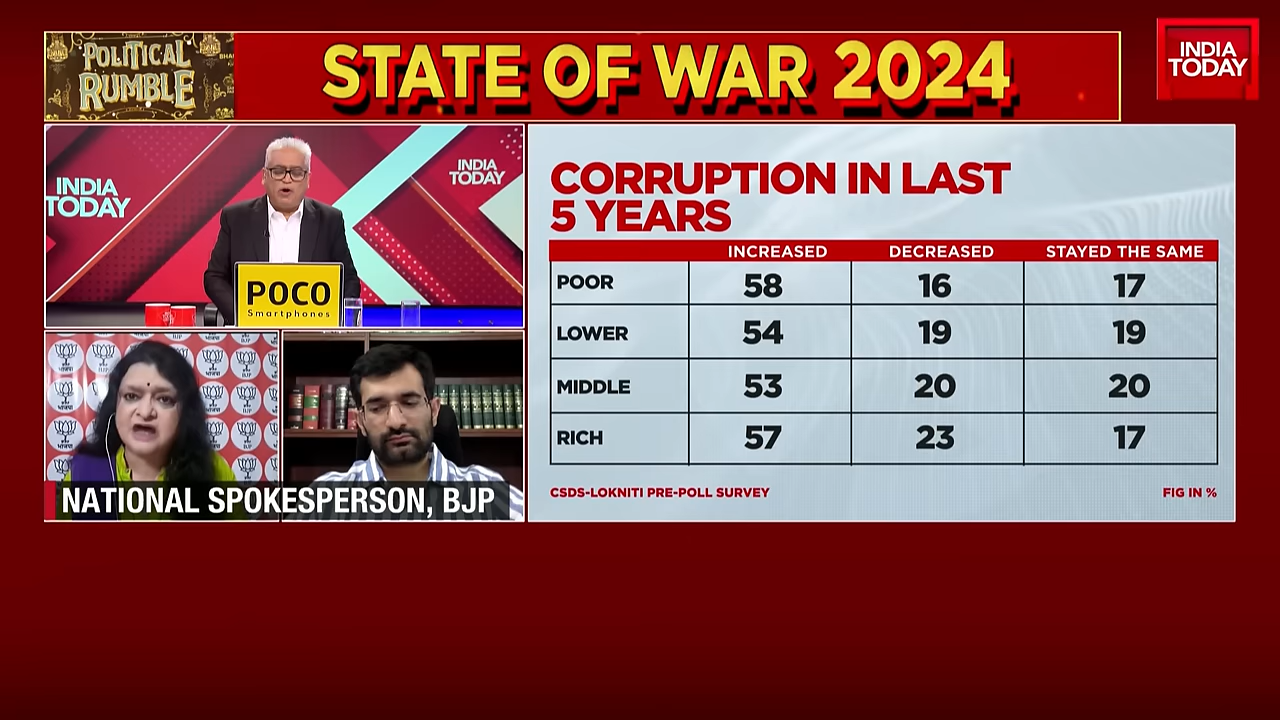 POLITICAL
RUMBLE
STATE OF WAR 2024
INDIA
TODAY
INDIA
TODAY
INDIA
TODAY
POCO
Smartphones
NATIONAL SPOKESPERSON, BJP
CORRUPTION IN LAST
5 YEARS
INCREASED DECREASED STAYED THE SAME
POOR 58 16 17
LOWER 54 19 19
MIDDLE 53 20 20
RICH 57 23 17
CSDS-LOKNITI PRE-POLL SURVEY FIG IN %